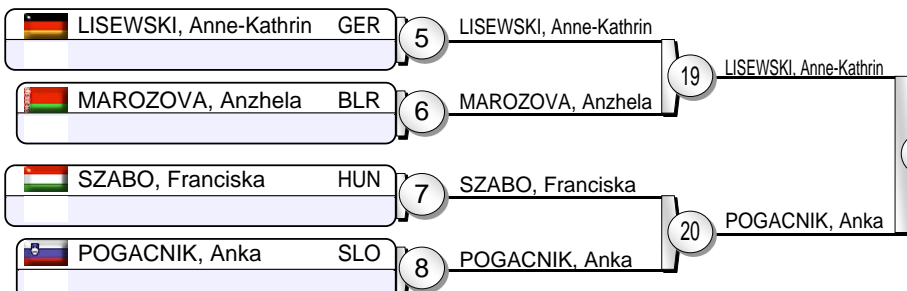 LISEWSKI, Anne-Kathrin GER
5
LISEWSKI, Anne-Kathrin
19
LISEWSKI, Anne-Kathrin
MAROZOVA, Anzhela BLR
6
MAROZOVA, Anzhela
SZABO, Franciska HUN
7
SZABO, Franciska
20
POGACNIK, Anka
POGACNIK, Anka SLO
8
POGACNIK, Anka